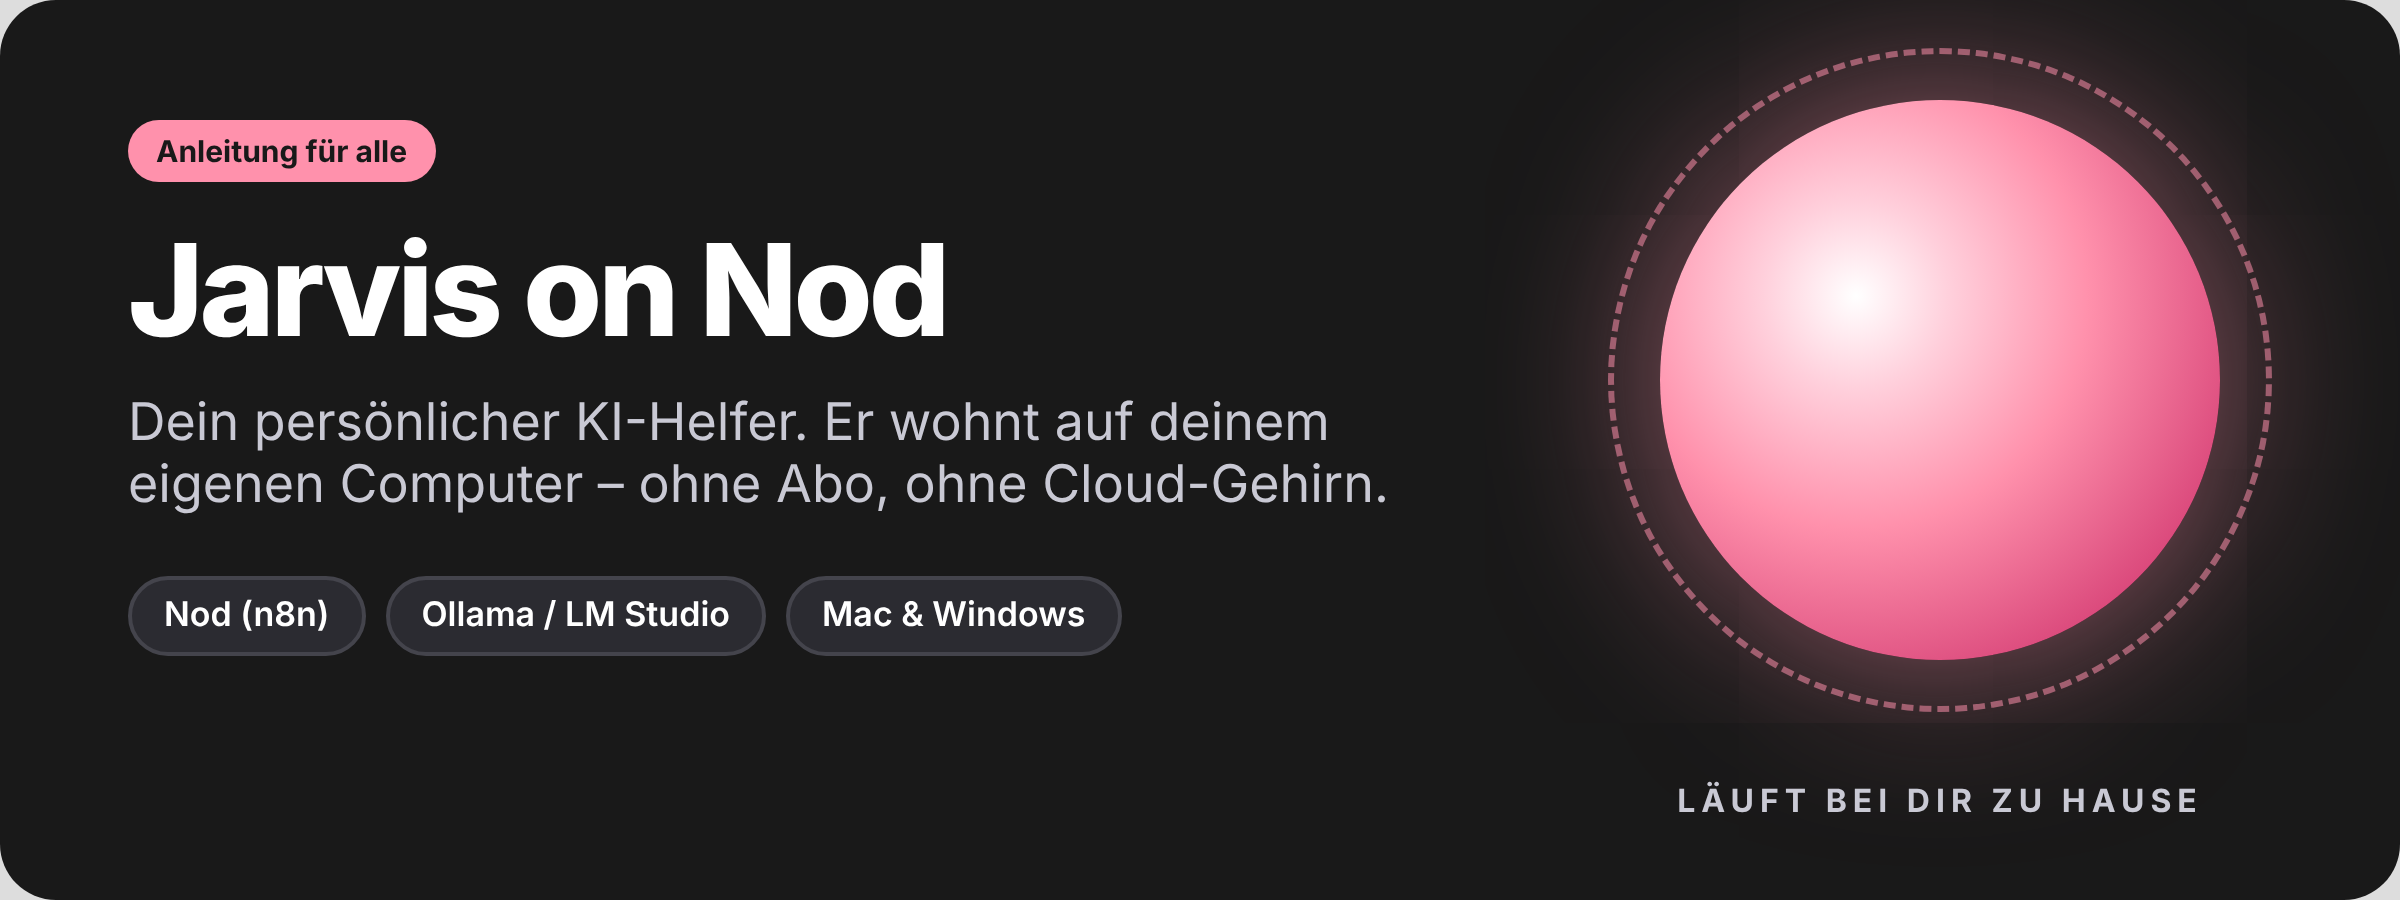 Anleitung für alle
Jarvis on Nod
Dein persönlicher KI-Helfer. Er wohnt auf deinem
eigenen Computer – ohne Abo, ohne Cloud-Gehirn.
Nod (n8n) Ollama / LM Studio Mac & Windows
LÄUFT BEI DIR ZU HAUSE